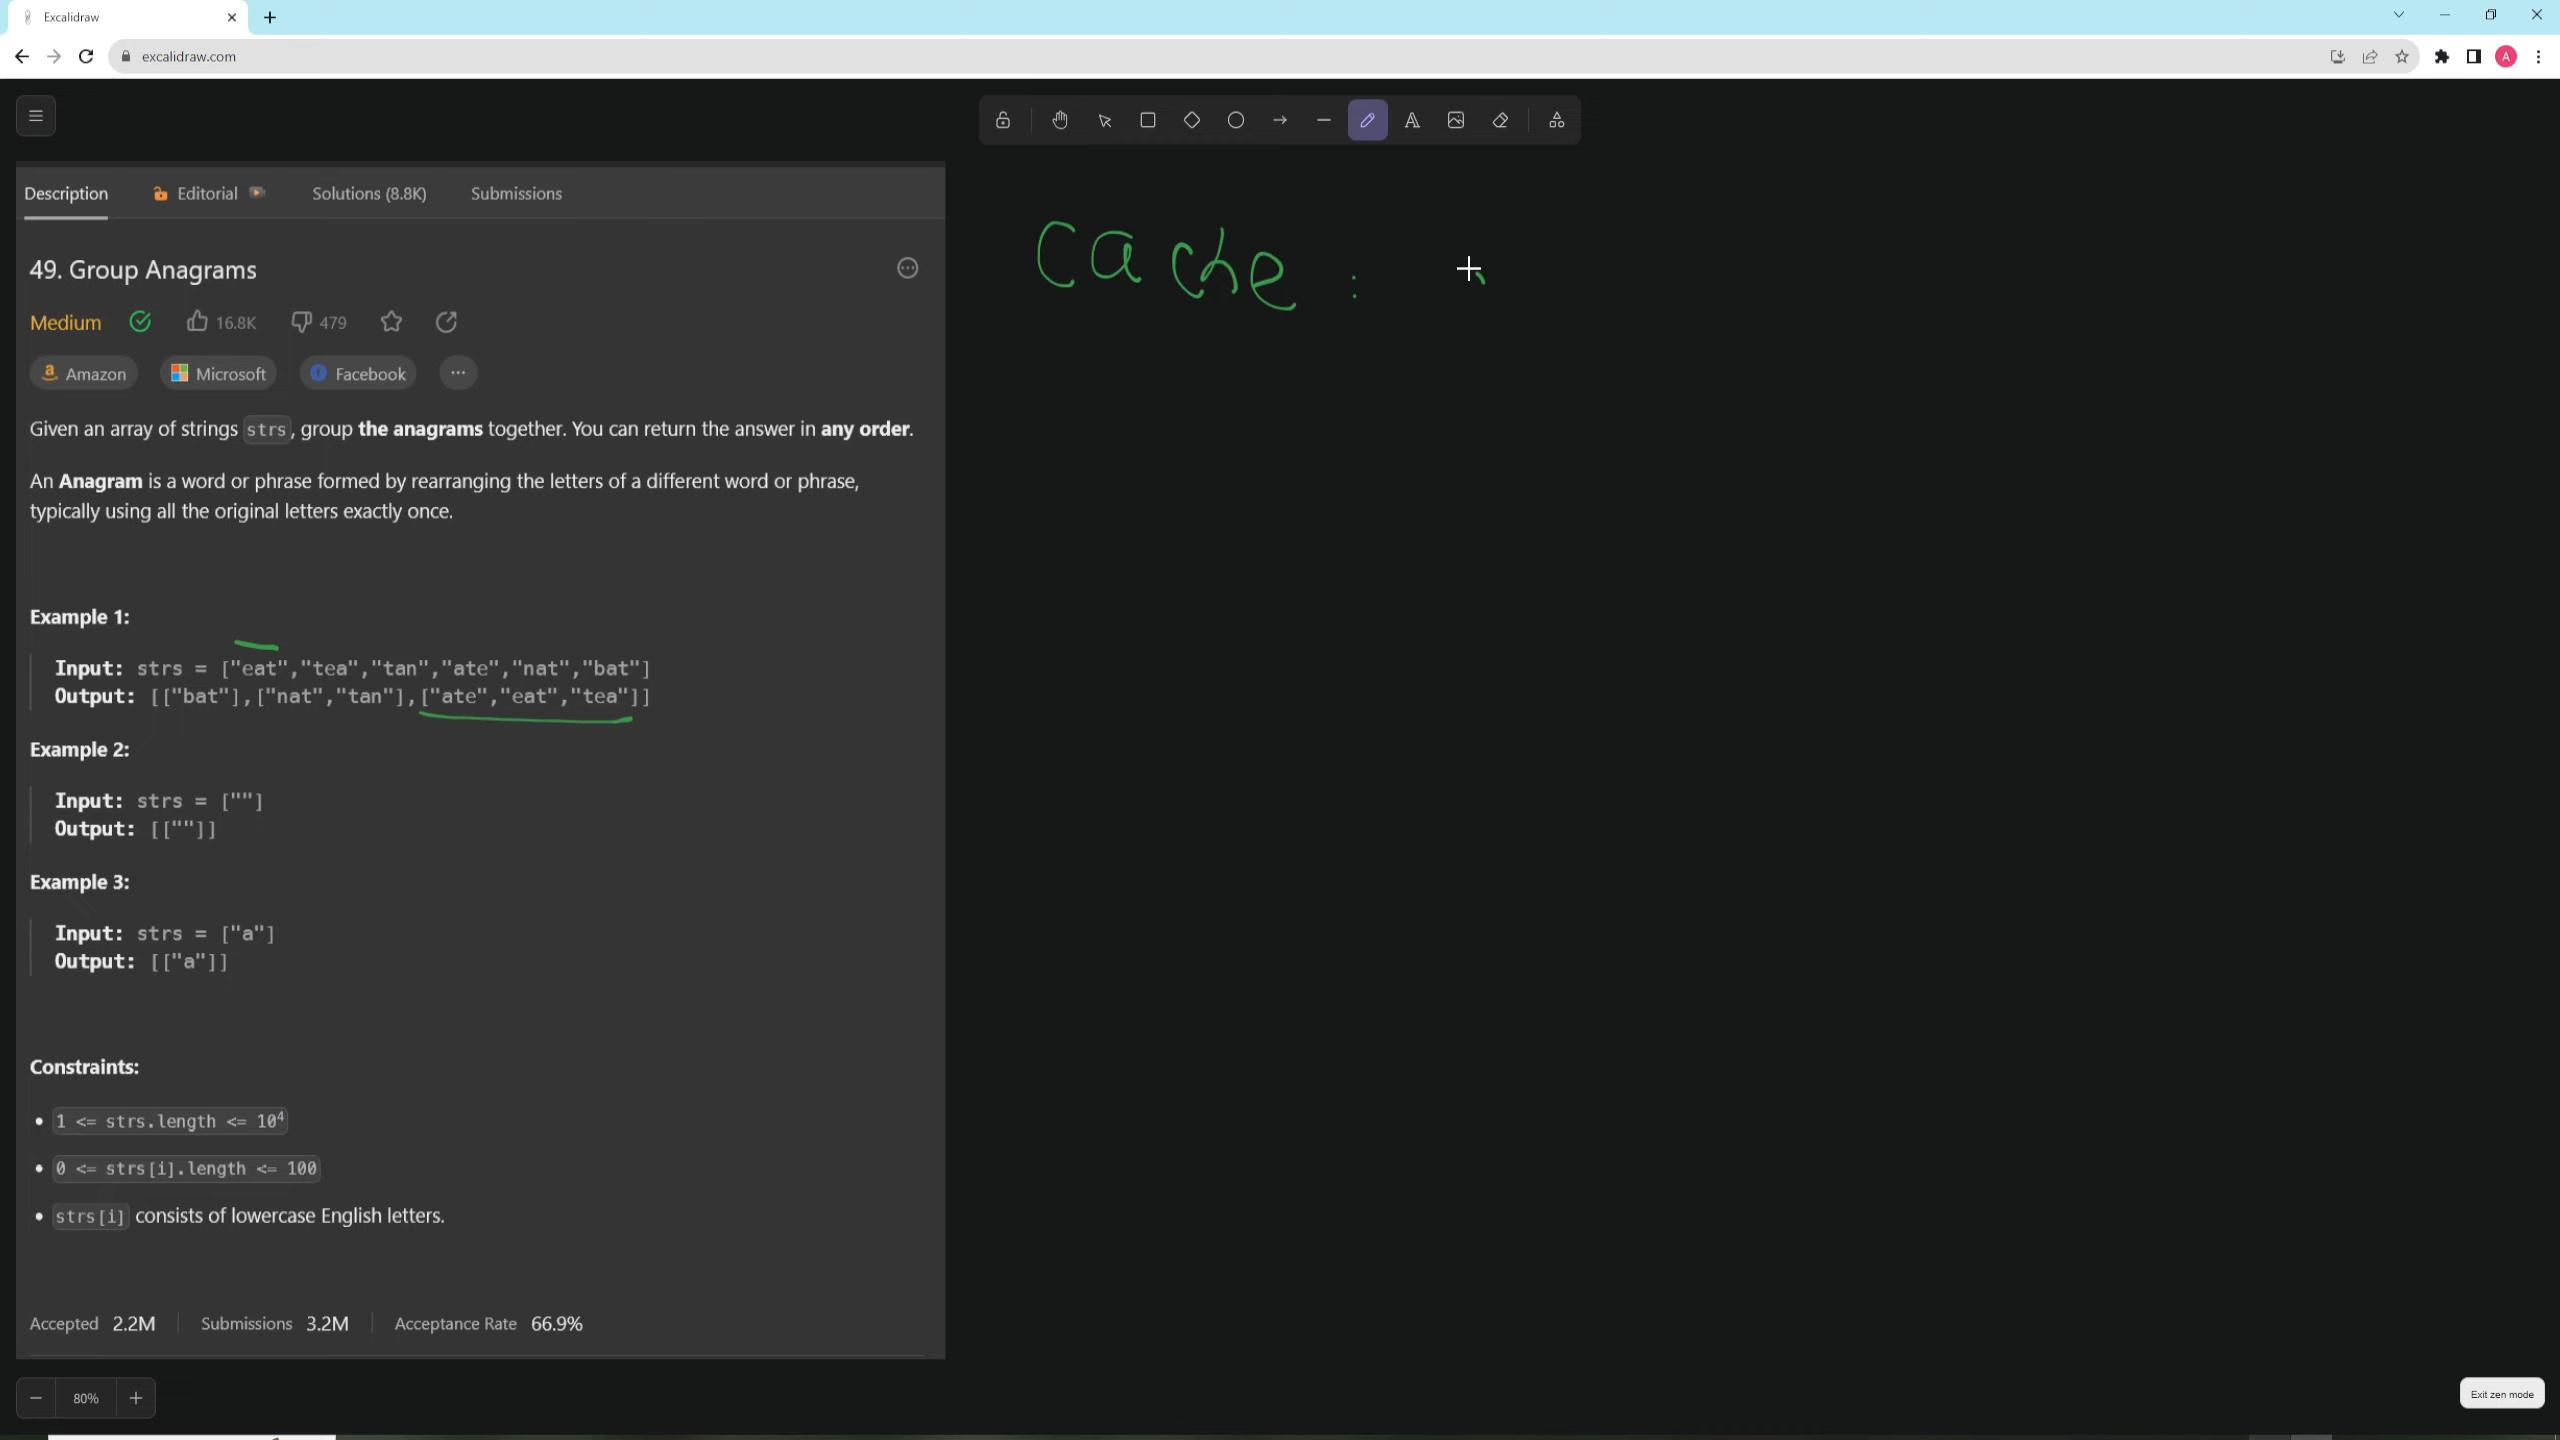 Excalidraw
excalidraw.com
A
Description Editorial Solutions (8.8K) Submissions
49. Group Anagrams
Medium 16.8K 479
Amazon Microsoft Facebook ...
Given an array of strings strs, group the anagrams together. You can return the answer in any order.
An Anagram is a word or phrase formed by rearranging the letters of a different word or phrase,
typically using all the original letters exactly once.
Example 1:
Input: strs = ["eat","tea","tan","ate","nat","bat"]
Output: [["bat"],["nat","tan"],["ate","eat","tea"]]
Example 2:
Input: strs = [""]
Output: [[""]]
Example 3:
Input: strs = ["a"]
Output: [["a"]]
Constraints:
• 1 <= strs.length <= 10⁴
• 0 <= strs[i].length <= 100
• strs[i] consists of lowercase English letters.
Accepted 2.2M Submissions 3.2M Acceptance Rate 66.9%
80%
Cache :
Exit zen mode